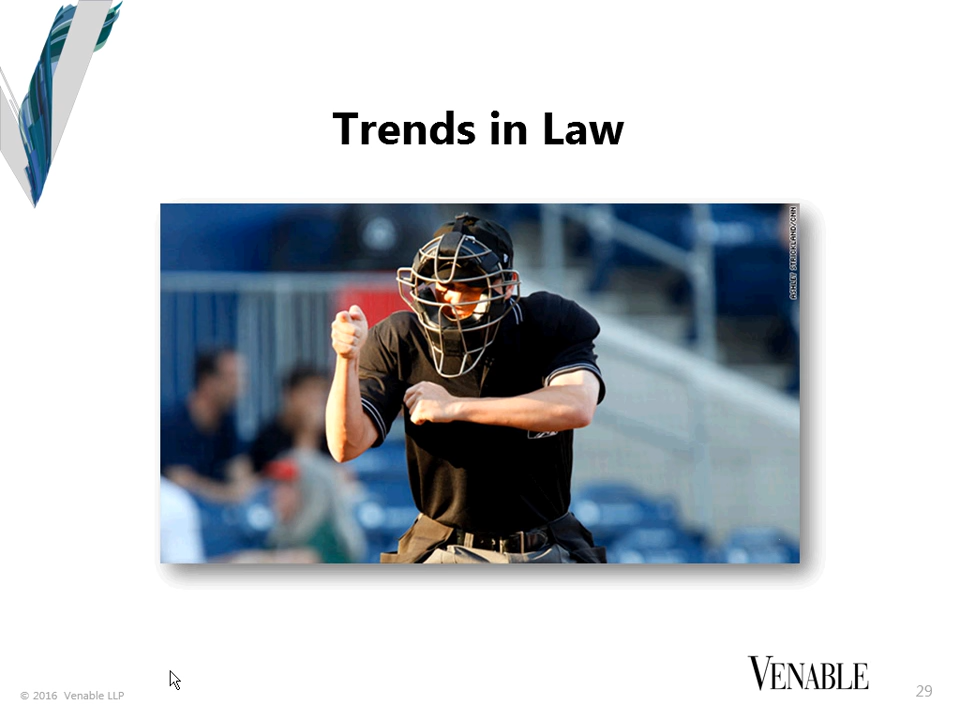 Trends in Law
ASHLEY STRICKLAND/CNN
© 2016 Venable LLP
VENABLE
29